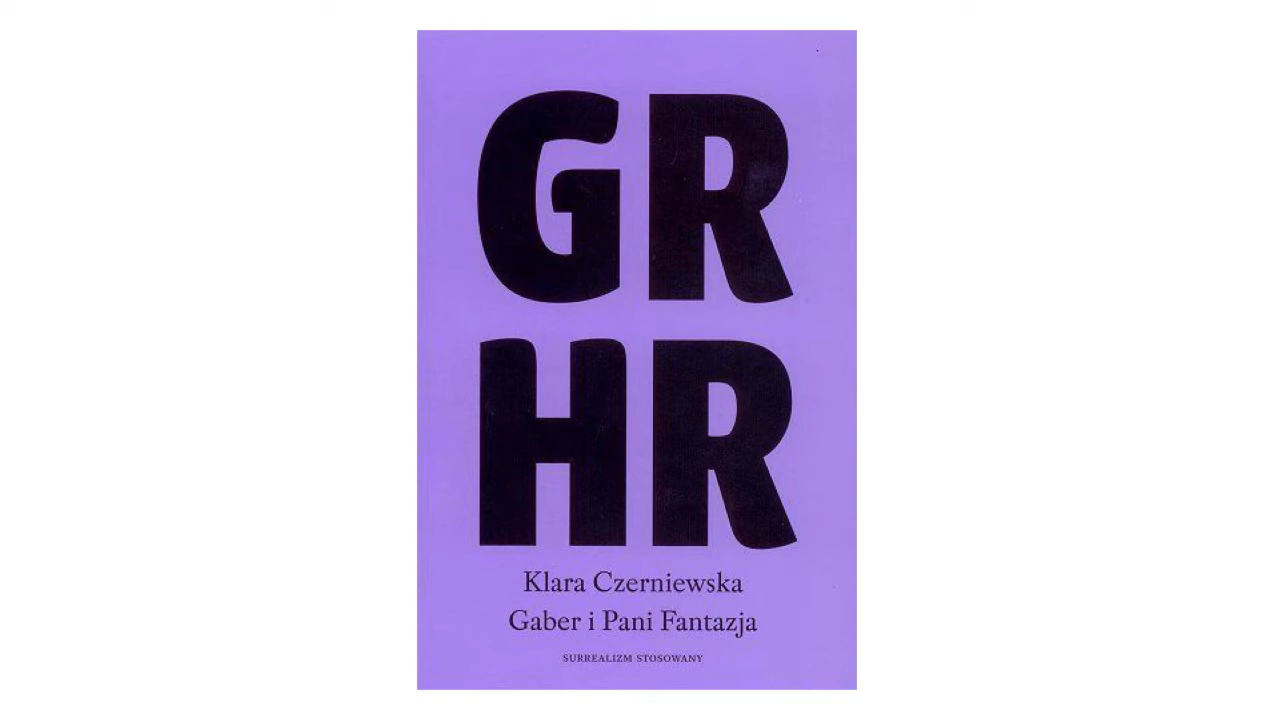 GR
HR
Klara Czerniewska
Gaber i Pani Fantazja
SURREALIZM STOSOWANY